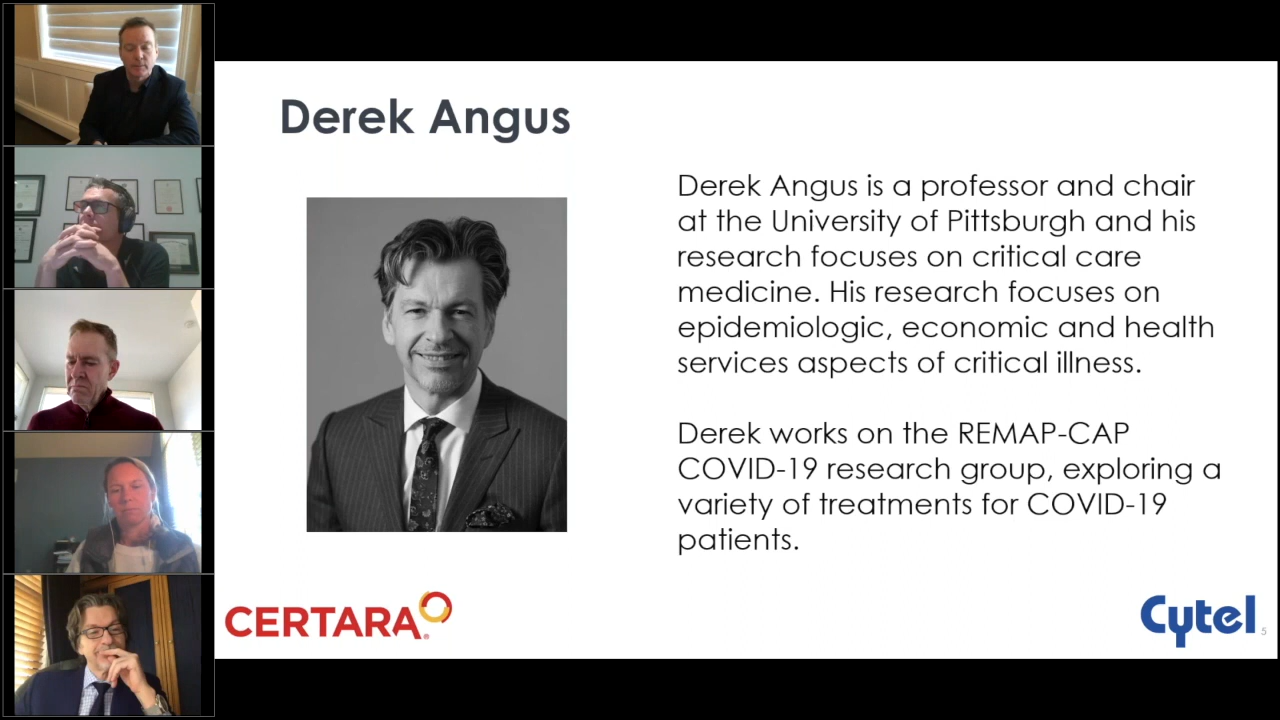 Derek Angus
Derek Angus is a professor and chair
at the University of Pittsburgh and his
research focuses on critical care
medicine. His research focuses on
epidemiologic, economic and health
services aspects of critical illness.
Derek works on the REMAP-CAP
COVID-19 research group, exploring a
variety of treatments for COVID-19
patients.
CERTARA®
Cytel
5